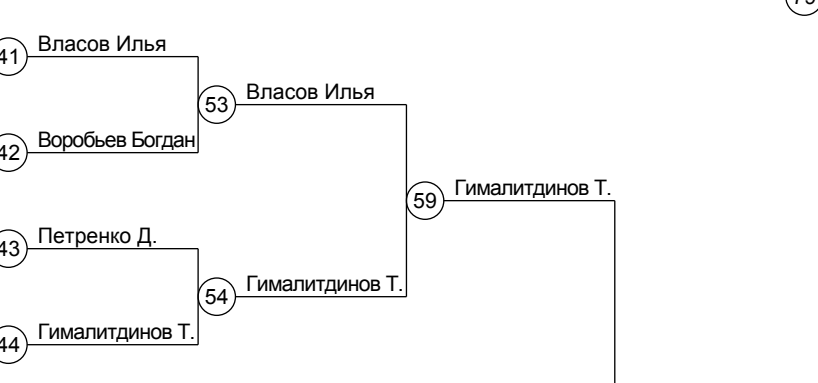 41 Власов Илья
53 Власов Илья
42 Воробьев Богдан
59 Гималитдинов Т.
43 Петренко Д.
54 Гималитдинов Т.
44 Гималитдинов Т.